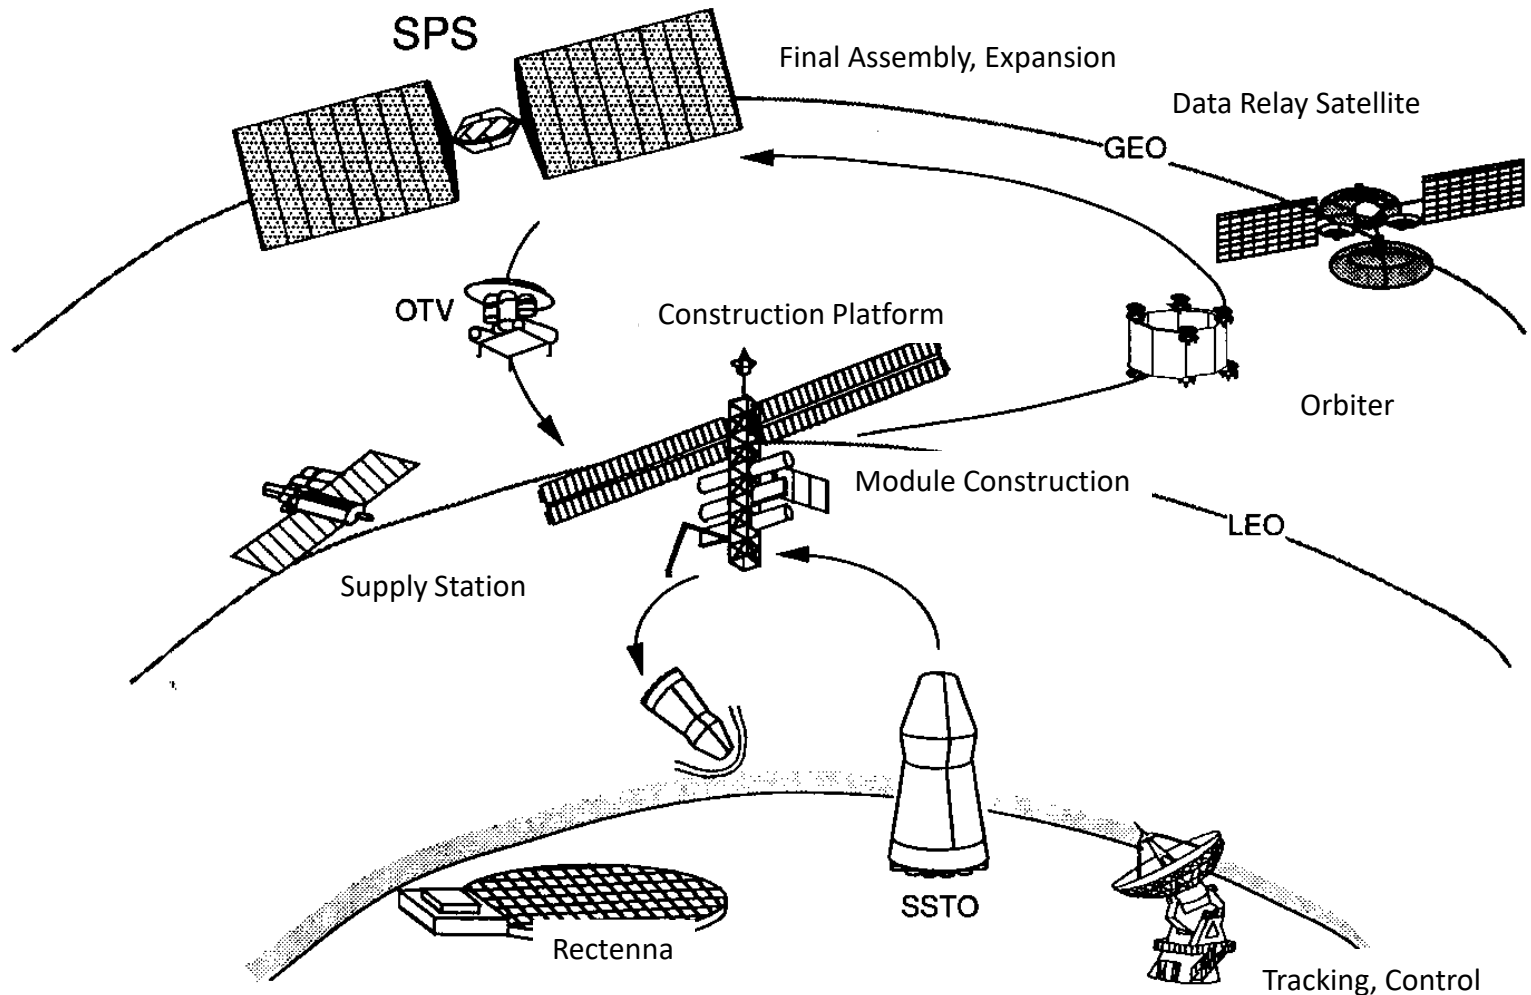 SPS
Final Assembly, Expansion
Data Relay Satellite
GEO
OTV
Construction Platform
Orbiter
Module Construction
LEO
Supply Station
SSTO
Rectenna
Tracking, Control